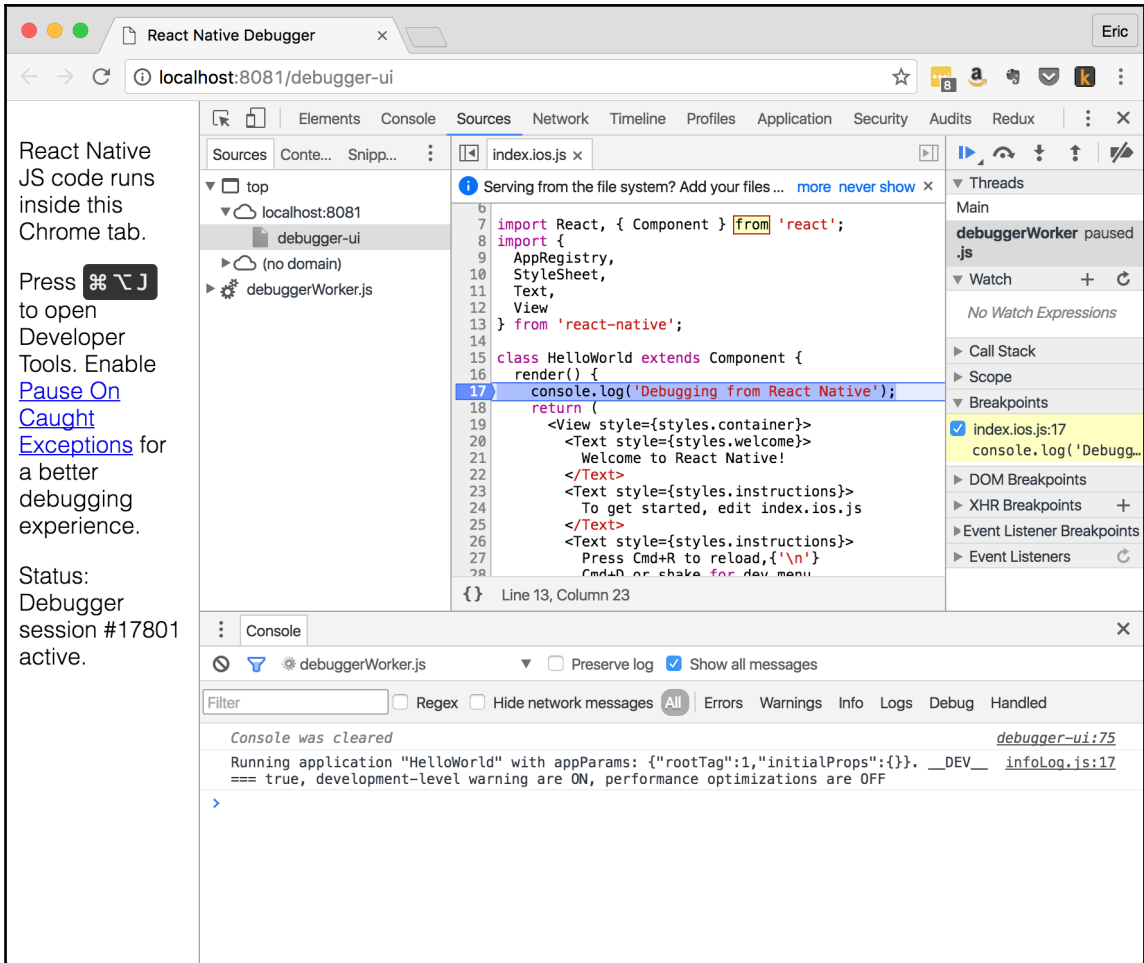 React Native Debugger
Eric
localhost:8081/debugger-ui
8
React Native
JS code runs
inside this
Chrome tab.
Press ⌘⌥J
to open
Developer
Tools. Enable
Pause On
Caught
Exceptions for
a better
debugging
experience.
Status:
Debugger
session #17801
active.
Elements Console Sources Network Timeline Profiles Application Security Audits Redux
Sources Conte... Snipp...
top
localhost:8081
debugger-ui
(no domain)
debuggerWorker.js
index.ios.js
Serving from the file system? Add your files ... more never show
6
7 import React, { Component } from 'react';
8 import {
9 AppRegistry,
10 StyleSheet,
11 Text,
12 View
13 } from 'react-native';
14
15 class HelloWorld extends Component {
16 render() {
17 console.log('Debugging from React Native');
18 return (
19 <View style={styles.container}>
20 <Text style={styles.welcome}>
21 Welcome to React Native!
22 </Text>
23 <Text style={styles.instructions}>
24 To get started, edit index.ios.js
25 </Text>
26 <Text style={styles.instructions}>
27 Press Cmd+R to reload,{'\n'}
28 Cmd+D or shake for dev menu
{} Line 13, Column 23
Threads
Main
debuggerWorker paused
.js
Watch
No Watch Expressions
Call Stack
Scope
Breakpoints
index.ios.js:17
console.log('Debugg…
DOM Breakpoints
XHR Breakpoints
Event Listener Breakpoints
Event Listeners
Console
debuggerWorker.js Preserve log Show all messages
Filter Regex Hide network messages All Errors Warnings Info Logs Debug Handled
Console was cleared debugger-ui:75
Running application "HelloWorld" with appParams: {"rootTag":1,"initialProps":{}}. __DEV__ infoLog.js:17
=== true, development-level warning are ON, performance optimizations are OFF